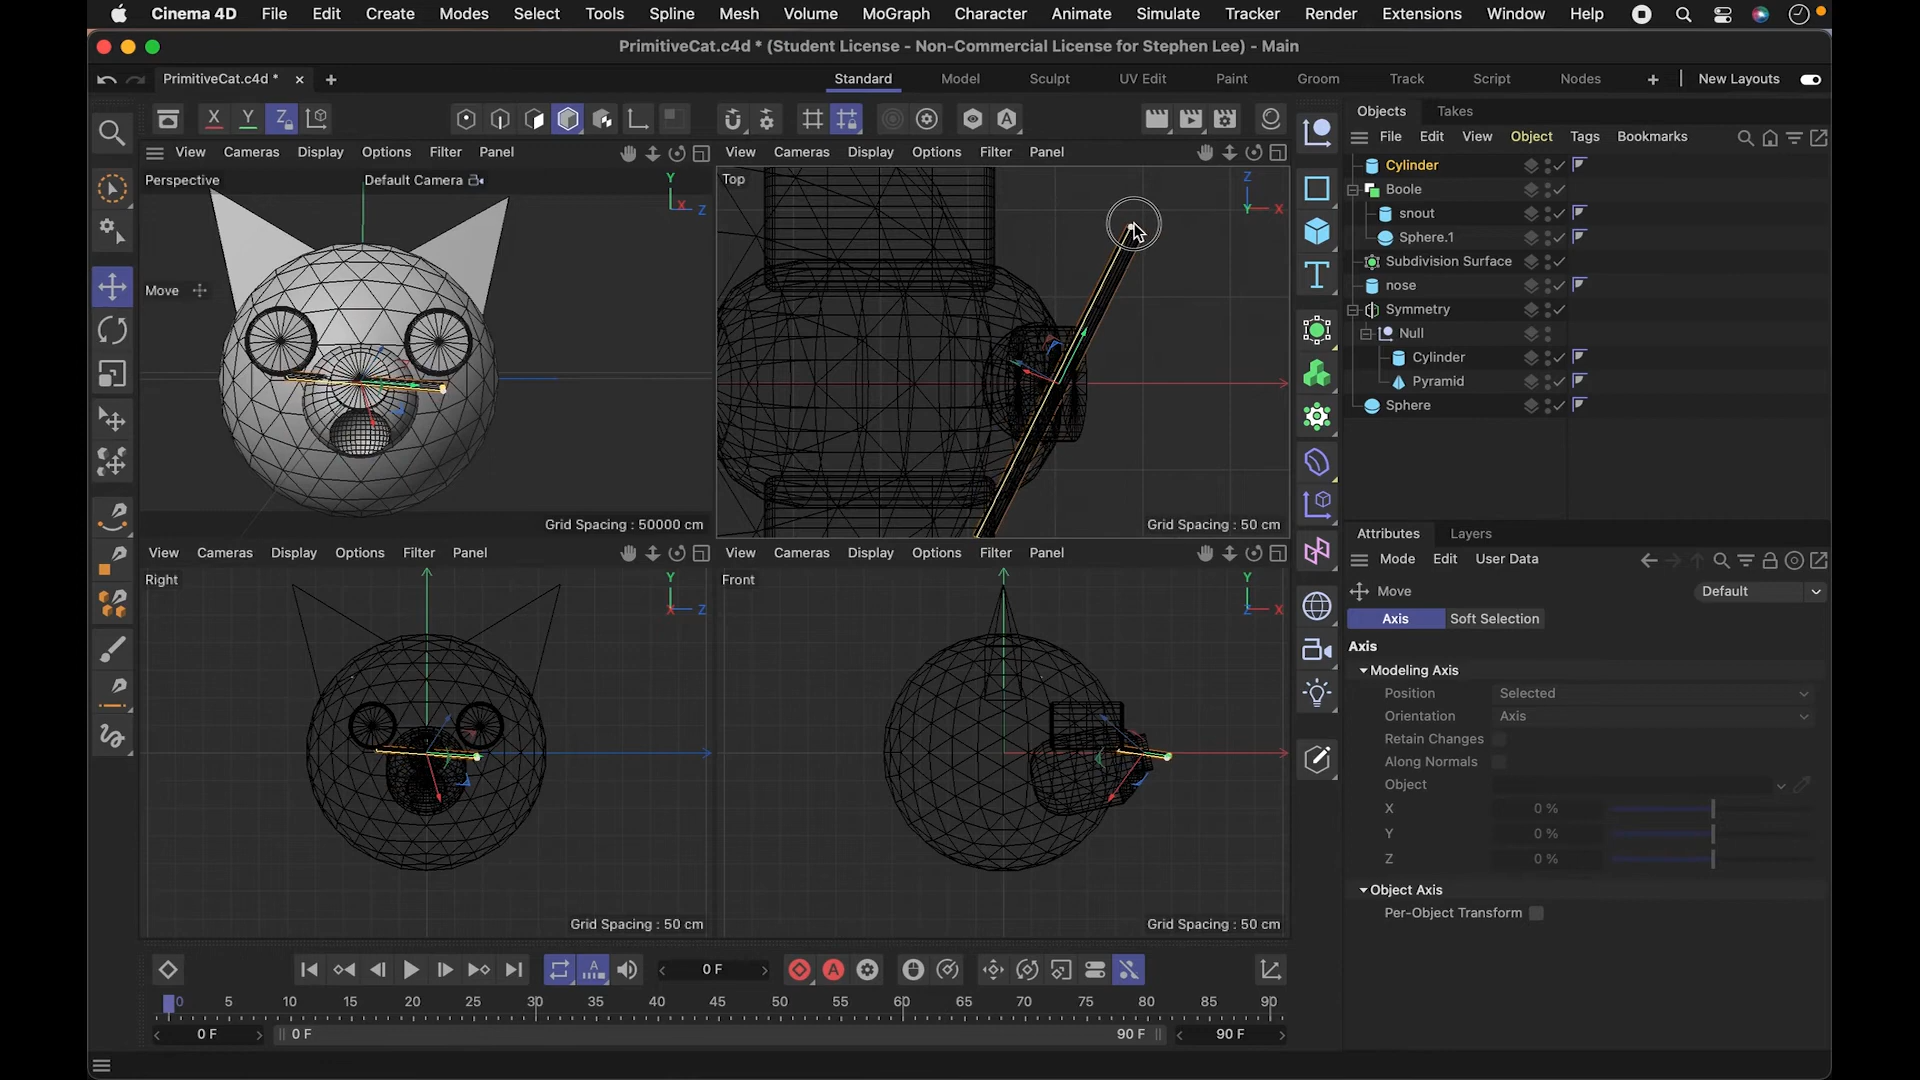 Cinema 4D File Edit Create Modes Select Tools Spline Mesh Volume MoGraph Character Animate Simulate Tracker Render Extensions Window Help
PrimitiveCat.c4d * (Student License - Non-Commercial License for Stephen Lee) - Main
PrimitiveCat.c4d * × + Standard Model Sculpt UV Edit Paint Groom Track Script Nodes + New Layouts
X Y Z
Objects Takes
File Edit View Object Tags Bookmarks
View Cameras Display Options Filter Panel
View Cameras Display Options Filter Panel
Perspective Default Camera
Y X Z
Top
Z Y X
Move
Grid Spacing : 50000 cm
Grid Spacing : 50 cm
Cylinder
Boole
snout
Sphere.1
Subdivision Surface
nose
Symmetry
Null
Cylinder
Pyramid
Sphere
View Cameras Display Options Filter Panel
View Cameras Display Options Filter Panel
Right
Y X Z
Front
Y Z X
Grid Spacing : 50 cm
Grid Spacing : 50 cm
Attributes Layers
Mode Edit User Data
Move Default
Axis Soft Selection
Axis
Modeling Axis
Position Selected
Orientation Axis
Retain Changes
Along Normals
Object
X 0 %
Y 0 %
Z 0 %
Object Axis
Per-Object Transform
0 F
0 5 10 15 20 25 30 35 40 45 50 55 60 65 70 75 80 85 90
0 F 0 F 90 F 90 F